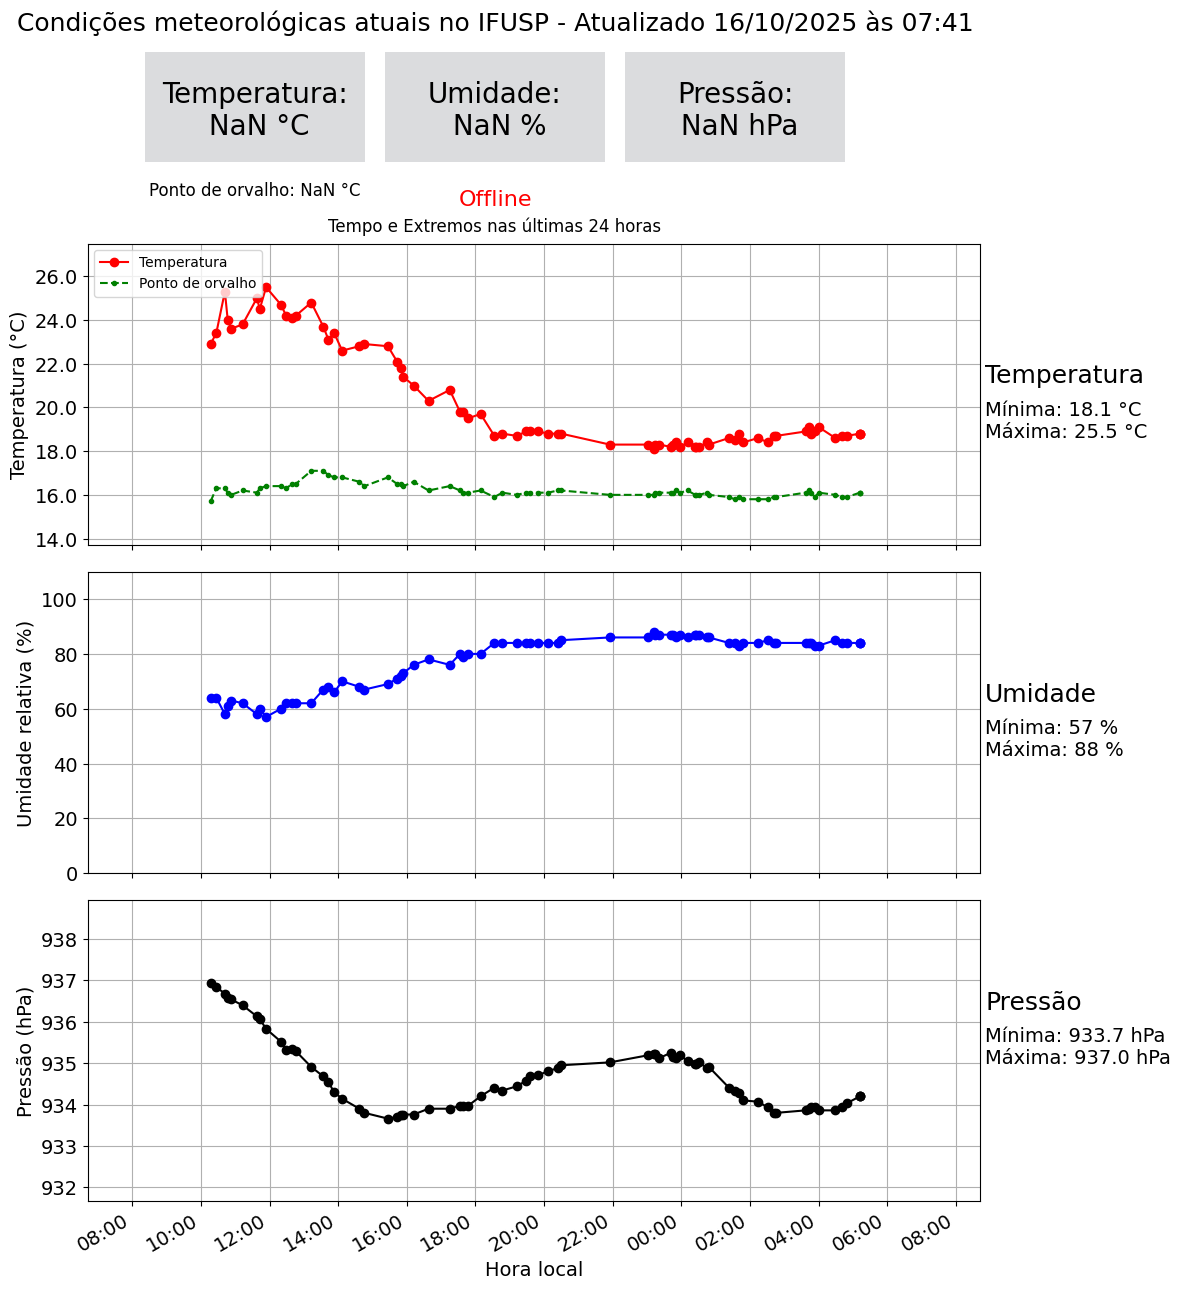 Condições meteorológicas atuais no IFUSP - Atualizado 16/10/2025 às 07:41
Temperatura:
NaN °C
Umidade:
NaN %
Pressão:
NaN hPa
Ponto de orvalho: NaN °C
Offline
Tempo e Extremos nas últimas 24 horas
Temperatura
Ponto de orvalho
Temperatura (°C)
26.0
24.0
22.0
20.0
18.0
16.0
14.0
Temperatura
Mínima: 18.1 °C
Máxima: 25.5 °C
Umidade relativa (%)
100
80
60
40
20
0
Umidade
Mínima: 57 %
Máxima: 88 %
Pressão (hPa)
938
937
936
935
934
933
932
Pressão
Mínima: 933.7 hPa
Máxima: 937.0 hPa
08:00
10:00
12:00
14:00
16:00
18:00
20:00
22:00
00:00
02:00
04:00
06:00
08:00
Hora local